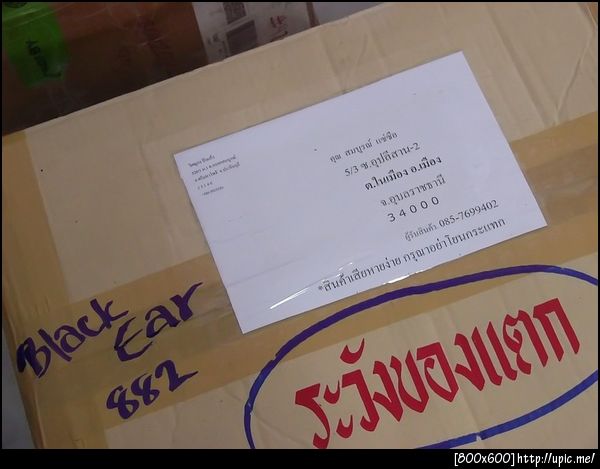 คุณ สมบูรณ์ แซ่ซือ
5/3 ซ.อุปลีสาน-2
ต.ในเมือง อ.เมือง
จ.อุบลราชธานี
34000
ผู้รับสินค้า. 085-7699402
*สินค้าเสียหายง่าย กรุณาอย่าโยนกระแทก
Black
Ear
882
ระวังของแตก
[800x600]http://upic.me/